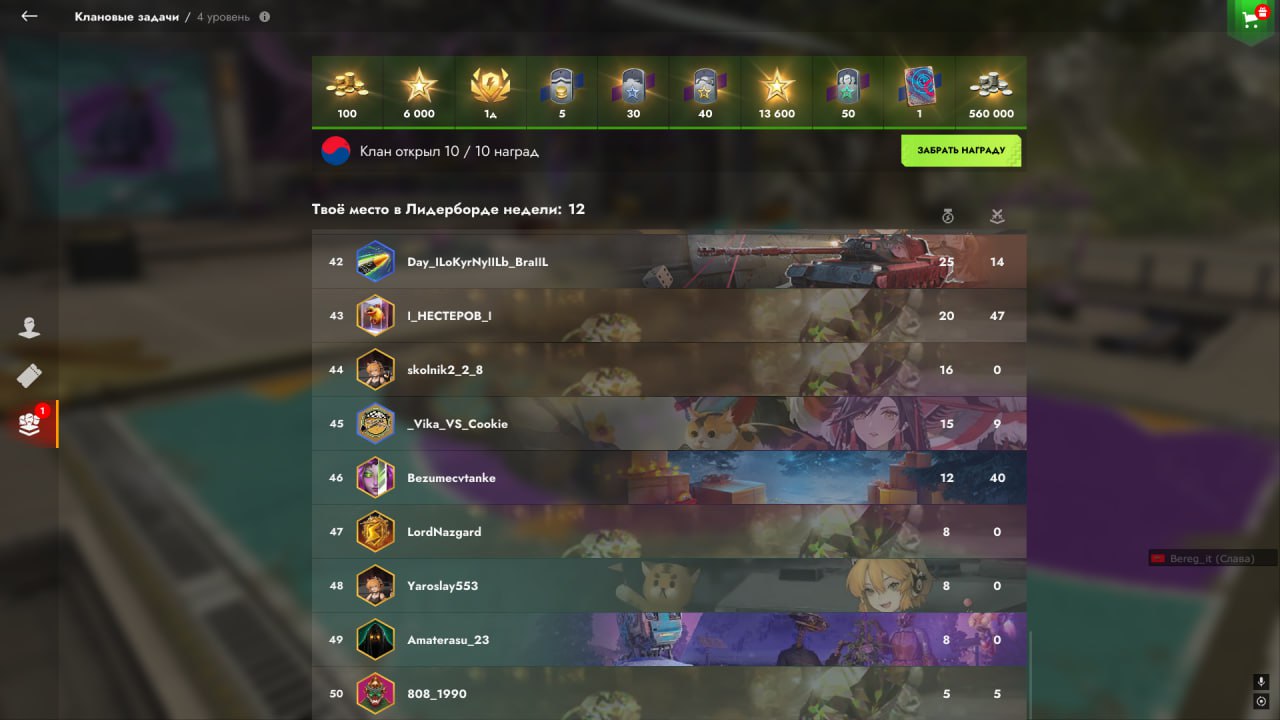 Клановые задачи / 4 уровень
100 6 000 1д 5 30 40 13 600 50 1 560 000
Клан открыл 10 / 10 наград
ЗАБРАТЬ НАГРАДУ
Твоё место в Лидерборде недели: 12
42 Day_ILoKyrNyIILb_BraIIL 25 14
43 I_НЕСТЕРОВ_I 20 47
44 skolnik2_2_8 16 0
45 _Vika_VS_Cookie 15 9
46 Bezumecvtanke 12 40
47 LordNazgard 8 0
1
Bereg_it (Слава)
48 Yaroslay553 8 0
49 Amaterasu_23 8 0
50 808_1990 5 5